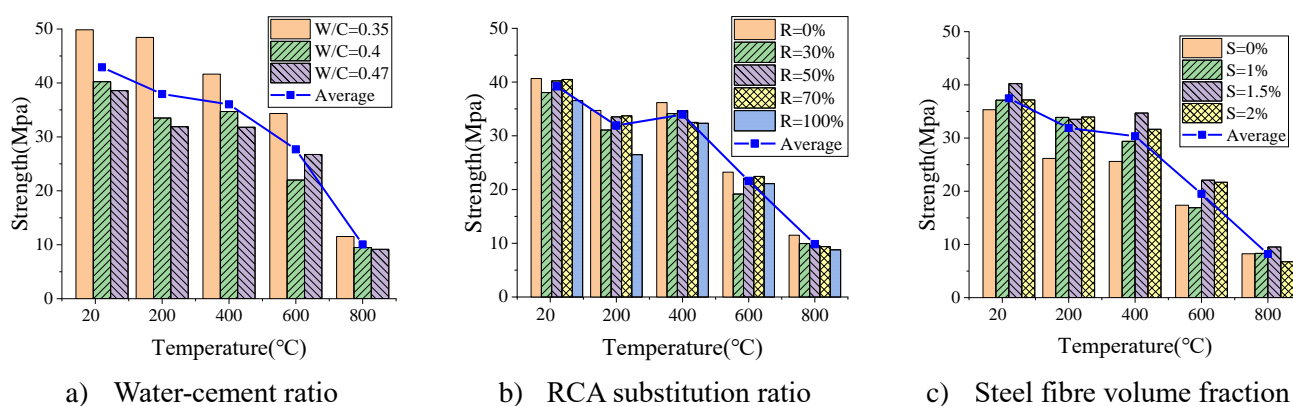 Strength(Mpa)
50
40
30
20
10
0
W/C=0.35
W/C=0.4
W/C=0.47
Average
20 200 400 600 800
Temperature(℃)
a) Water-cement ratio
Strength(Mpa)
50
40
30
20
10
0
R=0%
R=30%
R=50%
R=70%
R=100%
Average
20 200 400 600 800
Temperature(℃)
b) RCA substitution ratio
Strength(Mpa)
50
40
30
20
10
0
S=0%
S=1%
S=1.5%
S=2%
Average
20 200 400 600 800
Temperature(℃)
c) Steel fibre volume fraction